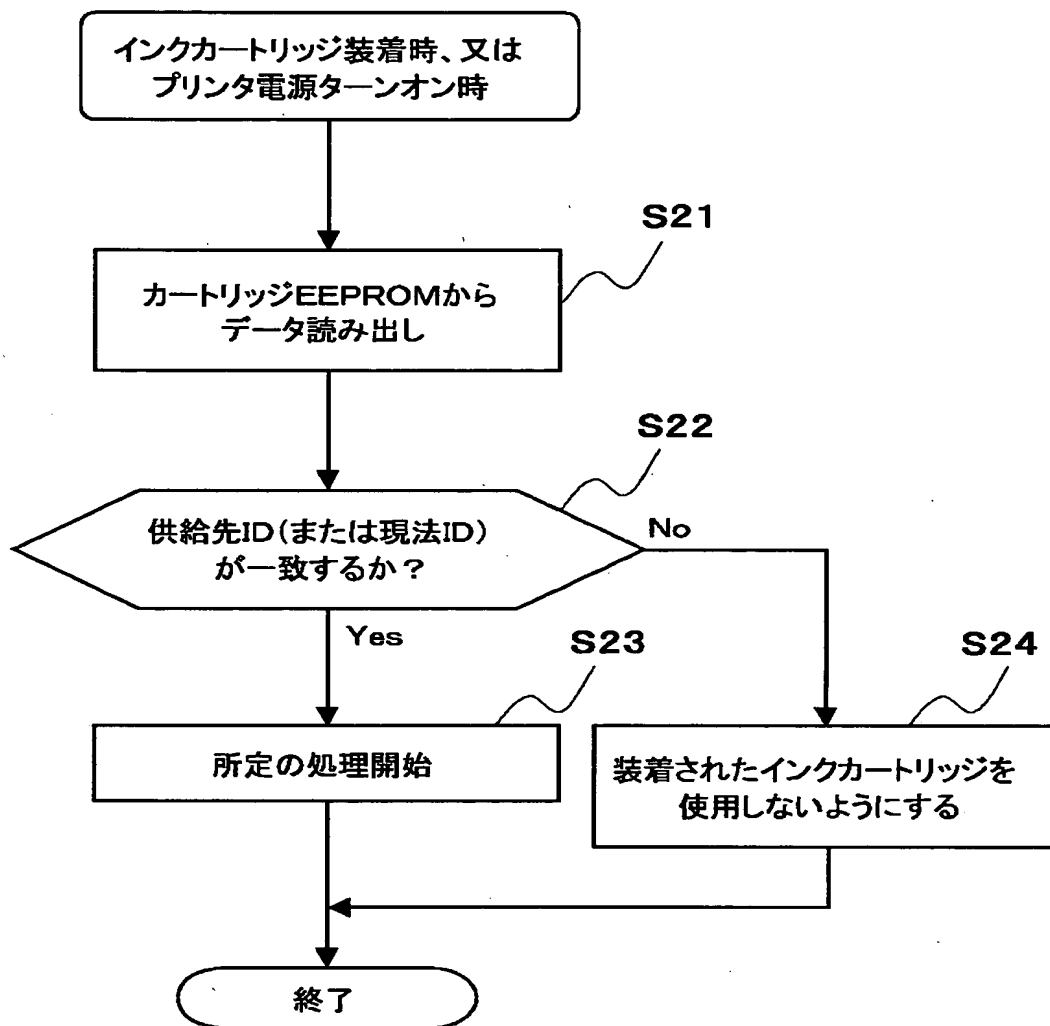 インクカートリッジ装着時、又は
プリンタ電源ターンオン時
S21
カートリッジEEPROMから
データ読み出し
S22
供給先ID(または現法ID)
が一致するか?
No
Yes
S23
S24
所定の処理開始
装着されたインクカートリッジを
使用しないようにする
終了